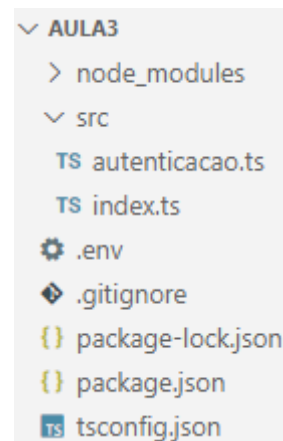 AULA3
node_modules
src
TS autenticacao.ts
TS index.ts
.env
.gitignore
{} package-lock.json
{} package.json
TS tsconfig.json